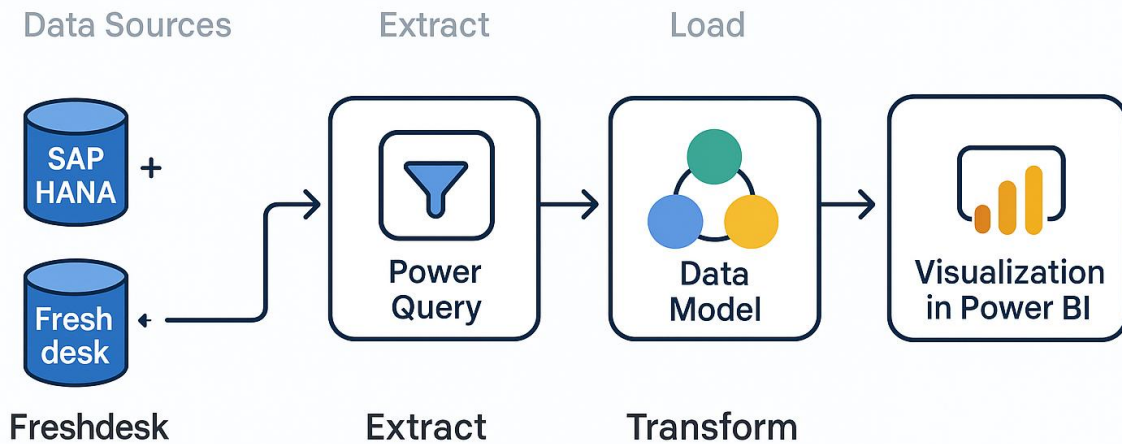 Data Sources
Extract
Load
SAP
HANA
+
Fresh
desk
Power
Query
Data
Model
Visualization
in Power BI
Freshdesk
Extract
Transform